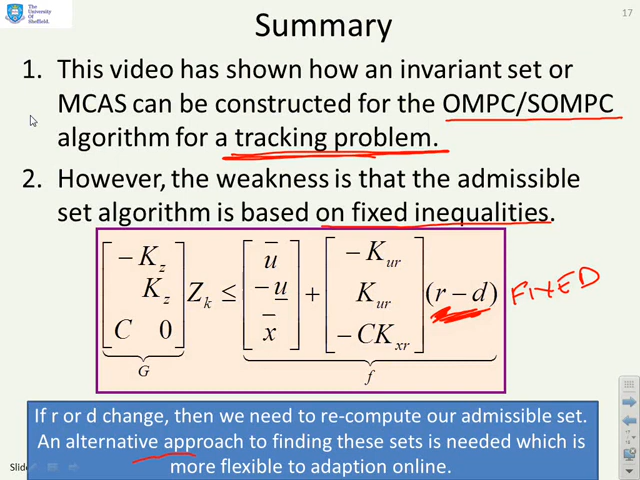 The
University
Of
Sheffield.
17
Summary
1. This video has shown how an invariant set or
MCAS can be constructed for the OMPC/SOMPC
algorithm for a tracking problem.
2. However, the weakness is that the admissible
set algorithm is based on fixed inequalities.
[-K_z; K_z; C 0] Z_k ≤ [u̅; -u̲; x̅] + [-K_ur; K_ur; -CK_xr] (r - d) FIXED
G f
If r or d change, then we need to re-compute our admissible set.
An alternative approach to finding these sets is needed which is
more flexible to adaption online.
Slide